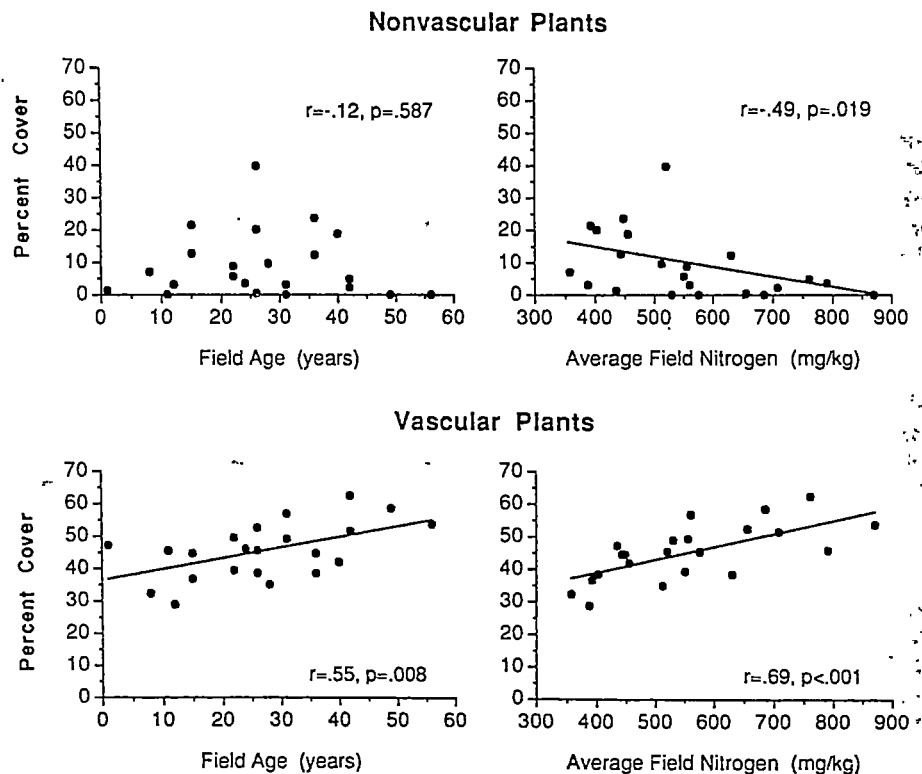 Nonvascular Plants
Percent Cover
70
60
50
40
30
20
10
0
r=-.12, p=.587
0 10 20 30 40 50 60
Field Age (years)
r=-.49, p=.019
70
60
50
40
30
20
10
0
300 400 500 600 700 800 900
Average Field Nitrogen (mg/kg)
Vascular Plants
Percent Cover
70
60
50
40
30
20
10
0
r=.55, p=.008
0 10 20 30 40 50 60
Field Age (years)
70
60
50
40
30
20
10
0
r=.69, p<.001
300 400 500 600 700 800 900
Average Field Nitrogen (mg/kg)